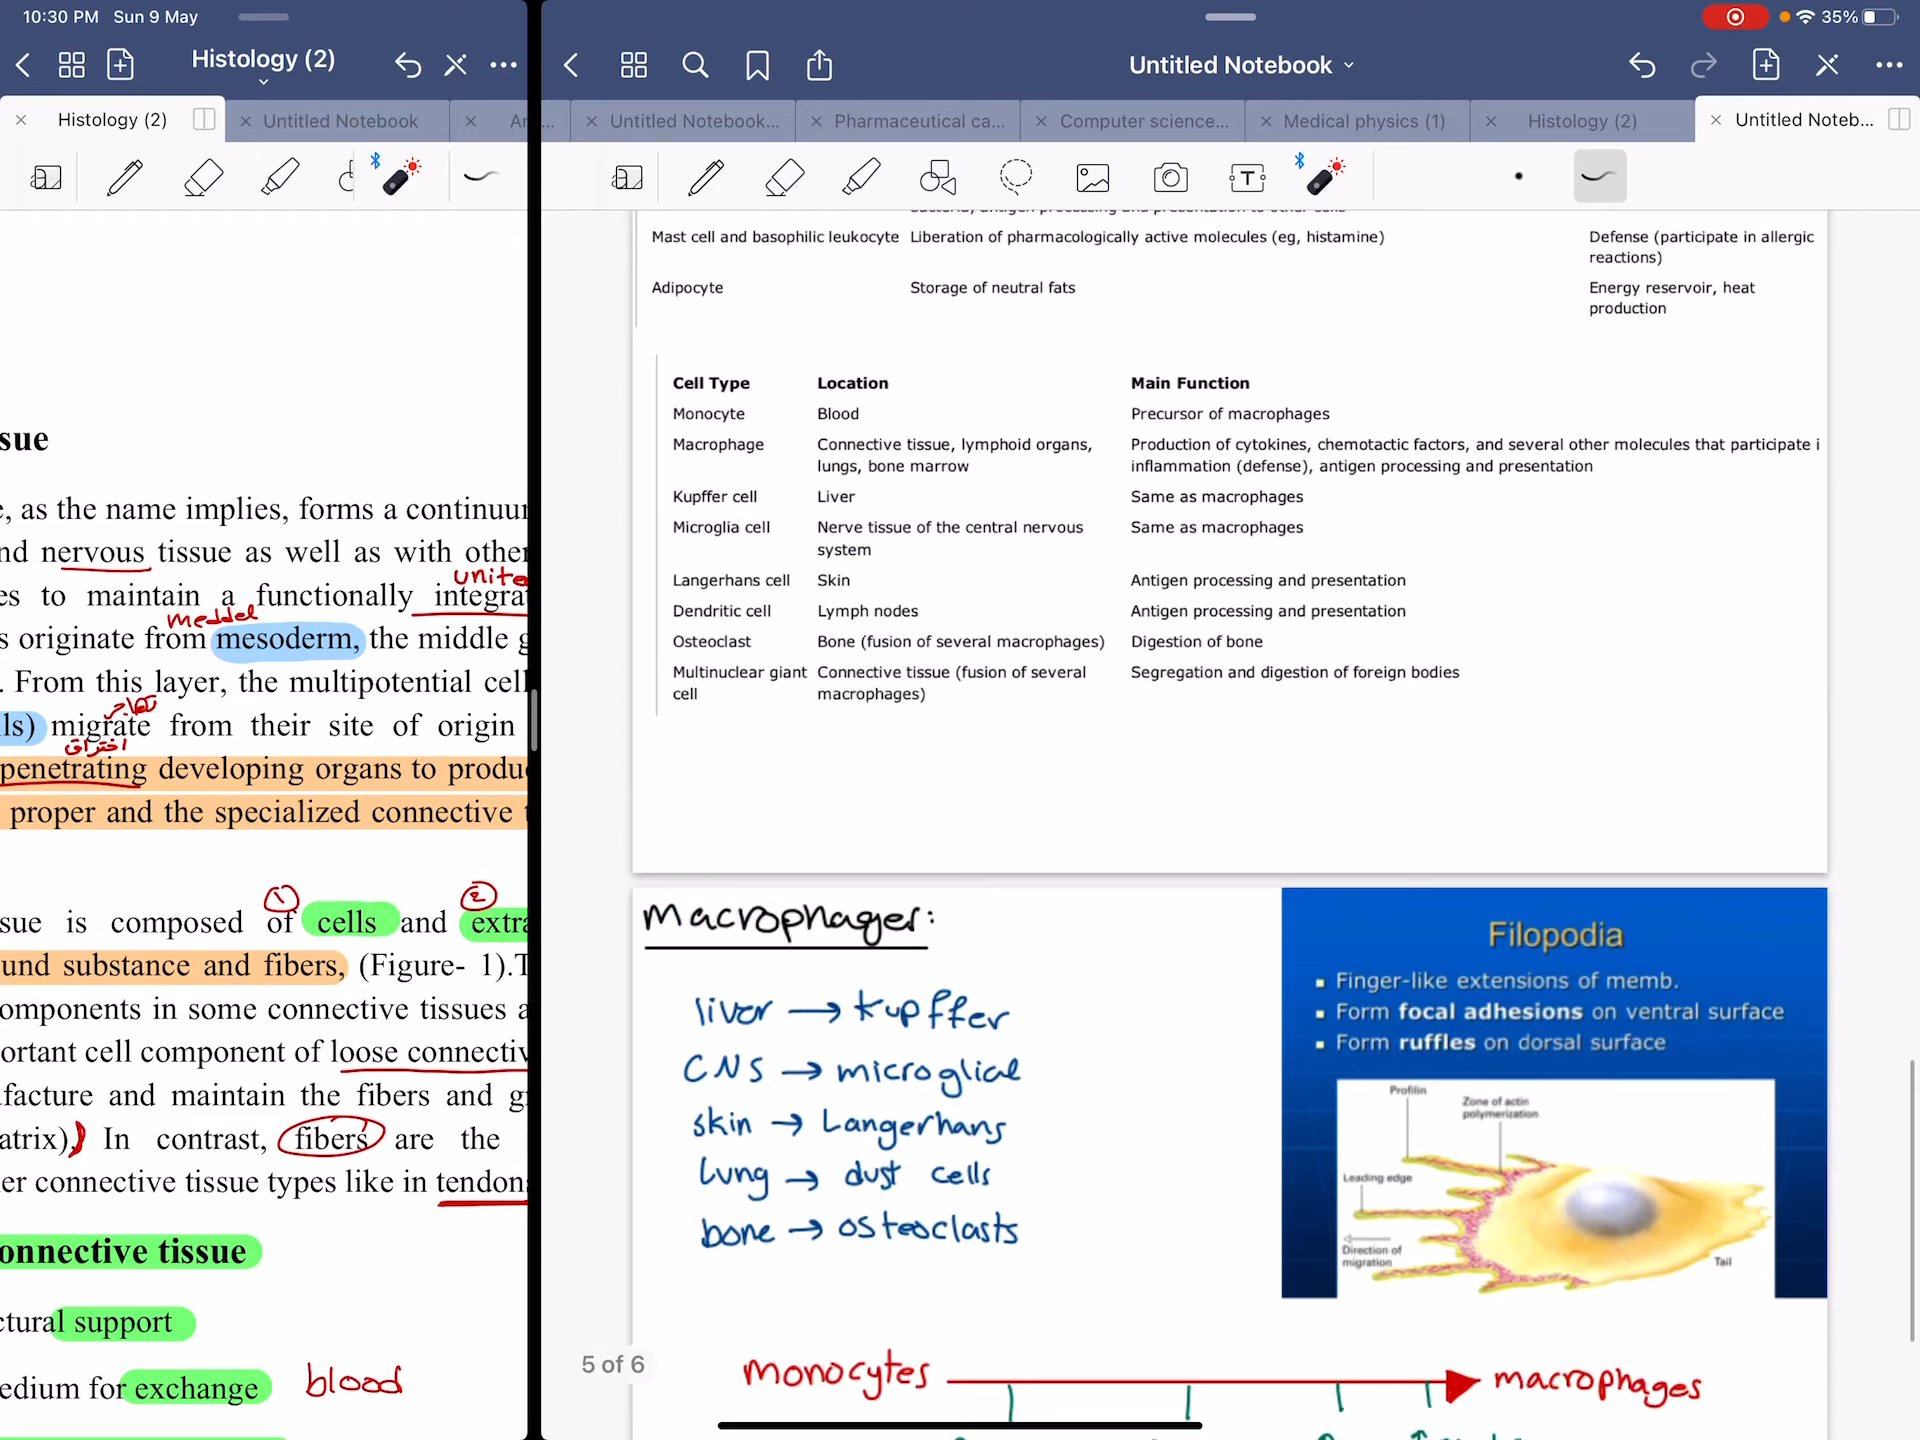 10:30 PM Sun 9 May
35%
Histology (2)
Untitled Notebook
Histology (2)
Untitled Notebook
Untitled Notebook...
Pharmaceutical ca...
Computer science...
Medical physics (1)
Histology (2)
Untitled Noteb...
sue
e, as the name implies, forms a continuum
nd nervous tissue as well as with other
unite
es to maintain a functionally integrat
meddel
s originate from mesoderm, the middle g
. From this layer, the multipotential cell
تهاجر
ls) migrate from their site of origin
اختراق
penetrating developing organs to produ
proper and the specialized connective t
1 2
sue is composed of cells and extra
und substance and fibers, (Figure- 1).T
omponents in some connective tissues a
ortant cell component of loose connectiv
facture and maintain the fibers and g
atrix). In contrast, fibers are the
er connective tissue types like in tendons
onnective tissue
ctural support
edium for exchange blood
Mast cell and basophilic leukocyte Liberation of pharmacologically active molecules (eg, histamine) Defense (participate in allergic
reactions)
Adipocyte Storage of neutral fats Energy reservoir, heat
production
Cell Type Location Main Function
Monocyte Blood Precursor of macrophages
Macrophage Connective tissue, lymphoid organs, Production of cytokines, chemotactic factors, and several other molecules that participate i
lungs, bone marrow inflammation (defense), antigen processing and presentation
Kupffer cell Liver Same as macrophages
Microglia cell Nerve tissue of the central nervous Same as macrophages
system
Langerhans cell Skin Antigen processing and presentation
Dendritic cell Lymph nodes Antigen processing and presentation
Osteoclast Bone (fusion of several macrophages) Digestion of bone
Multinuclear giant Connective tissue (fusion of several Segregation and digestion of foreign bodies
cell macrophages)
Macrophages:
liver → kupffer
CNS → microglial
skin → Langerhans
Lung → dust cells
bone → osteoclasts
Filopodia
Finger-like extensions of memb.
Form focal adhesions on ventral surface
Form ruffles on dorsal surface
Profilin
Zone of actin
polymerization
Leading edge
Direction of
migration
Tail
5 of 6
monocytes → macrophages